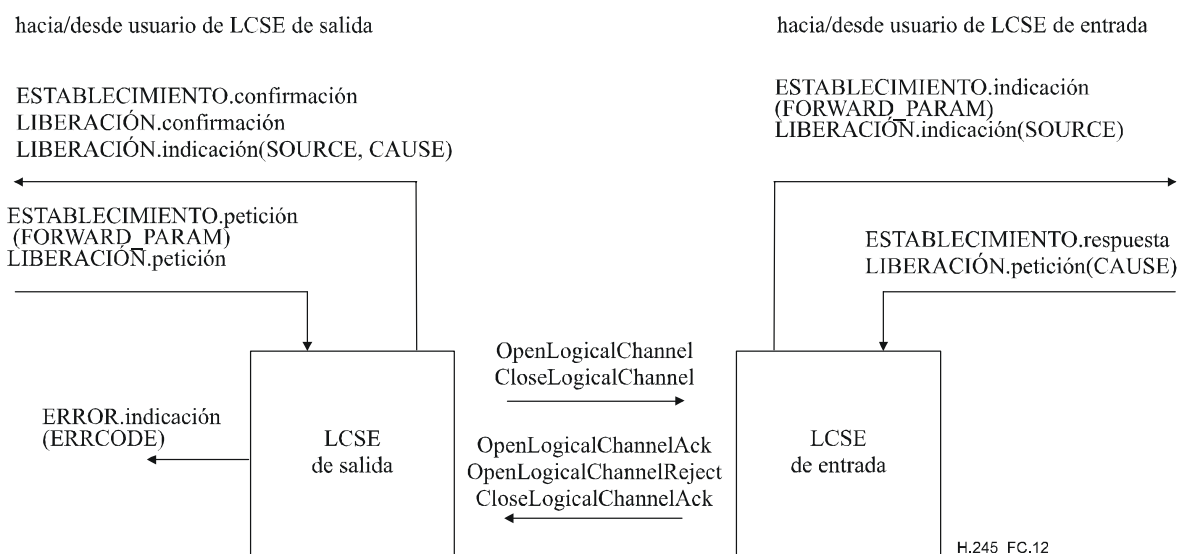 hacia/desde usuario de LCSE de salida
hacia/desde usuario de LCSE de entrada
ESTABLECIMIENTO.confirmación
LIBERACIÓN.confirmación
LIBERACIÓN.indicación(SOURCE, CAUSE)
ESTABLECIMIENTO.indicación
(FORWARD_PARAM)
LIBERACIÓN.indicación(SOURCE)
ESTABLECIMIENTO.petición
(FORWARD_PARAM)
LIBERACIÓN.petición
ESTABLECIMIENTO.respuesta
LIBERACIÓN.petición(CAUSE)
OpenLogicalChannel
CloseLogicalChannel
ERROR.indicación
(ERRCODE)
LCSE
de salida
OpenLogicalChannelAck
OpenLogicalChannelReject
CloseLogicalChannelAck
LCSE
de entrada
H.245_FC.12